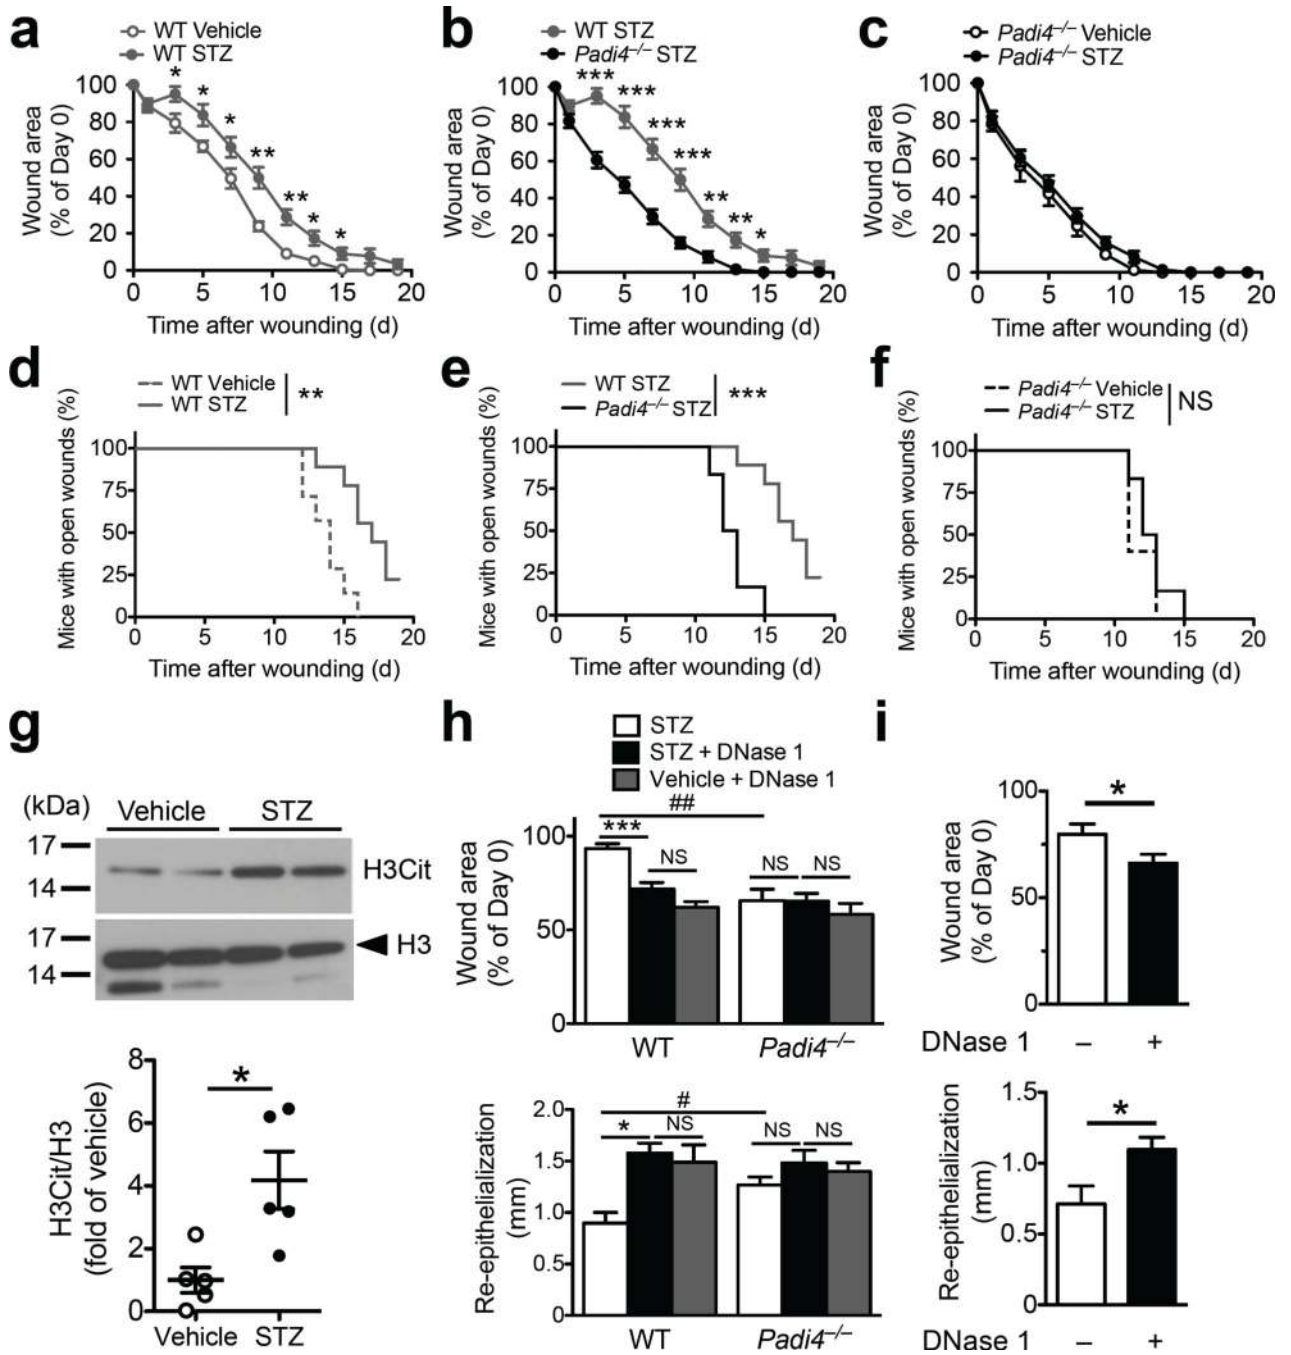 a
WT Vehicle
WT STZ
Wound area
(% of Day 0)
100
80
60
40
20
0
* * * ** ** * *
0 5 10 15 20
Time after wounding (d)
b
WT STZ
Padi4–/– STZ
Wound area
(% of Day 0)
100
80
60
40
20
0
*** *** *** *** ** ** *
0 5 10 15 20
Time after wounding (d)
c
Padi4–/– Vehicle
Padi4–/– STZ
Wound area
(% of Day 0)
100
80
60
40
20
0
0 5 10 15 20
Time after wounding (d)
d
WT Vehicle
WT STZ
**
Mice with open wounds (%)
100
75
50
25
0
0 5 10 15 20
Time after wounding (d)
e
WT STZ
Padi4–/– STZ
***
Mice with open wounds (%)
100
75
50
25
0
0 5 10 15 20
Time after wounding (d)
f
Padi4–/– Vehicle
Padi4–/– STZ
NS
Mice with open wounds (%)
100
75
50
25
0
0 5 10 15 20
Time after wounding (d)
g
(kDa)
Vehicle STZ
17
14
H3Cit
17
14
H3
H3Cit/H3
(fold of vehicle)
8
6
4
2
0
*
Vehicle STZ
h
STZ
STZ + DNase 1
Vehicle + DNase 1
Wound area
(% of Day 0)
100
50
0
##
***
NS
NS NS
WT Padi4–/–
Re-epithelialization
(mm)
2.0
1.5
1.0
0.5
0
#
* NS NS NS
WT Padi4–/–
i
Wound area
(% of Day 0)
100
50
0
*
DNase 1 – +
Re-epithelialization
(mm)
1.5
1.0
0.5
0
*
DNase 1 – +